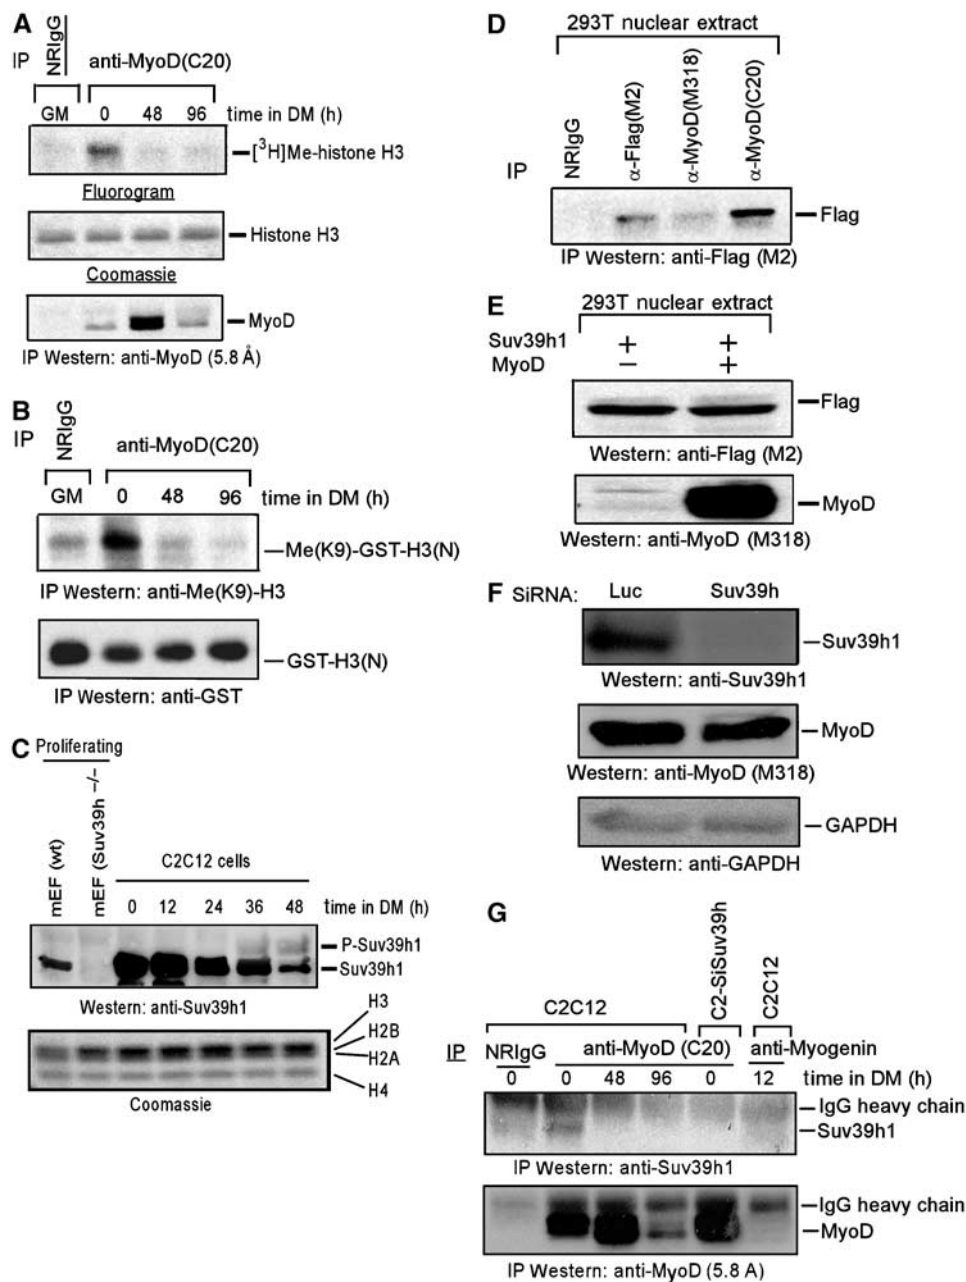 A
IP
NRIgG
anti-MyoD(C20)
GM 0 48 96 time in DM (h)
[³H]Me-histone H3
Fluorogram
Histone H3
Coomassie
MyoD
IP Western: anti-MyoD (5.8 Å)
B
IP
NRIgG
anti-MyoD(C20)
GM 0 48 96 time in DM (h)
Me(K9)-GST-H3(N)
IP Western: anti-Me(K9)-H3
GST-H3(N)
IP Western: anti-GST
C
Proliferating
mEF (wt)
mEF (Suv39h −/−)
C2C12 cells
0 12 24 36 48 time in DM (h)
P-Suv39h1
Suv39h1
Western: anti-Suv39h1
H3
H2B
H2A
H4
Coomassie
D
293T nuclear extract
IP
NRIgG
α-Flag(M2)
α-MyoD(M318)
α-MyoD(C20)
Flag
IP Western: anti-Flag (M2)
E
293T nuclear extract
Suv39h1 + +
MyoD − +
Flag
Western: anti-Flag (M2)
MyoD
Western: anti-MyoD (M318)
F
SiRNA: Luc Suv39h
Suv39h1
Western: anti-Suv39h1
MyoD
Western: anti-MyoD (M318)
GAPDH
Western: anti-GAPDH
G
C2C12
C2-SiSuv39h
C2C12
IP NRIgG anti-MyoD (C20) anti-Myogenin
0 0 48 96 0 12 time in DM (h)
IgG heavy chain
Suv39h1
IP Western: anti-Suv39h1
IgG heavy chain
MyoD
IP Western: anti-MyoD (5.8 A)